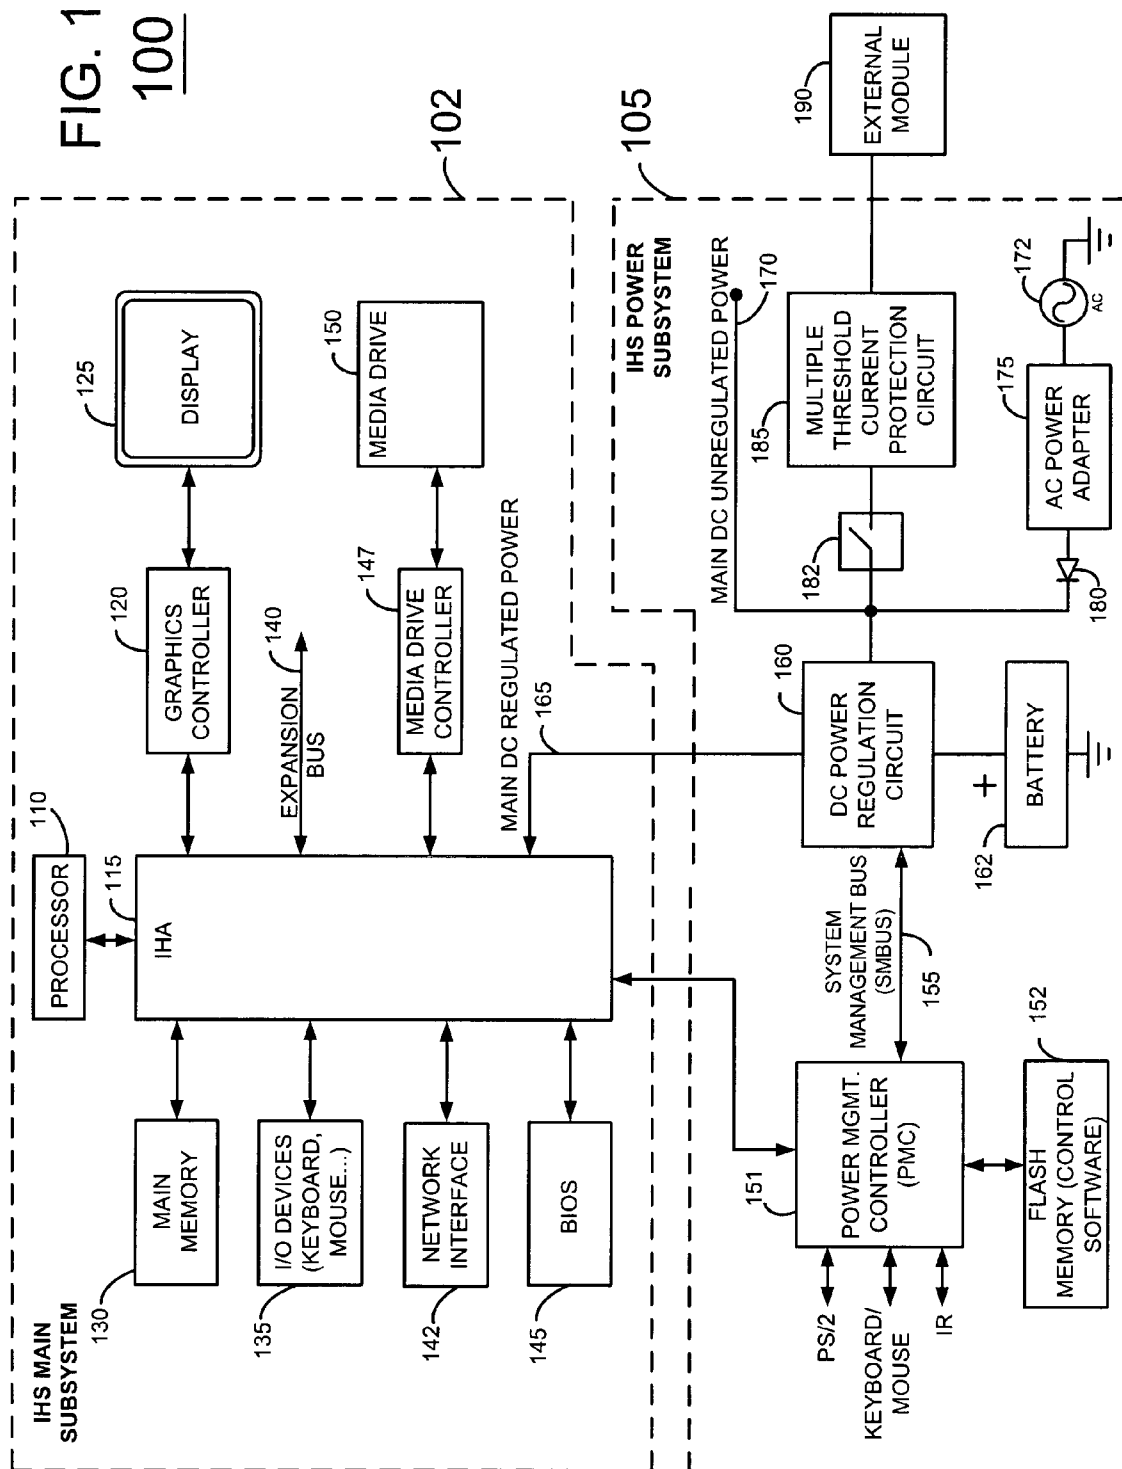 FIG. 1
100
IHS MAIN
SUBSYSTEM
102
PROCESSOR
110
IHA
115
MAIN
MEMORY
130
I/O DEVICES
(KEYBOARD,
MOUSE...)
135
NETWORK
INTERFACE
142
BIOS
145
GRAPHICS
CONTROLLER
120
DISPLAY
125
EXPANSION
BUS
140
MEDIA DRIVE
CONTROLLER
147
MEDIA DRIVE
150
MAIN DC REGULATED POWER
165
IHS POWER
SUBSYSTEM
105
POWER MGMT.
CONTROLLER
(PMC)
151
PS/2
KEYBOARD/
MOUSE
IR
FLASH
MEMORY (CONTROL
SOFTWARE)
152
SYSTEM
MANAGEMENT BUS
(SMBUS)
155
DC POWER
REGULATION
CIRCUIT
160
+
BATTERY
162
MAIN DC UNREGULATED POWER
170
182
MULTIPLE
THRESHOLD
CURRENT
PROTECTION
CIRCUIT
185
EXTERNAL
MODULE
190
180
AC POWER
ADAPTER
175
AC
172